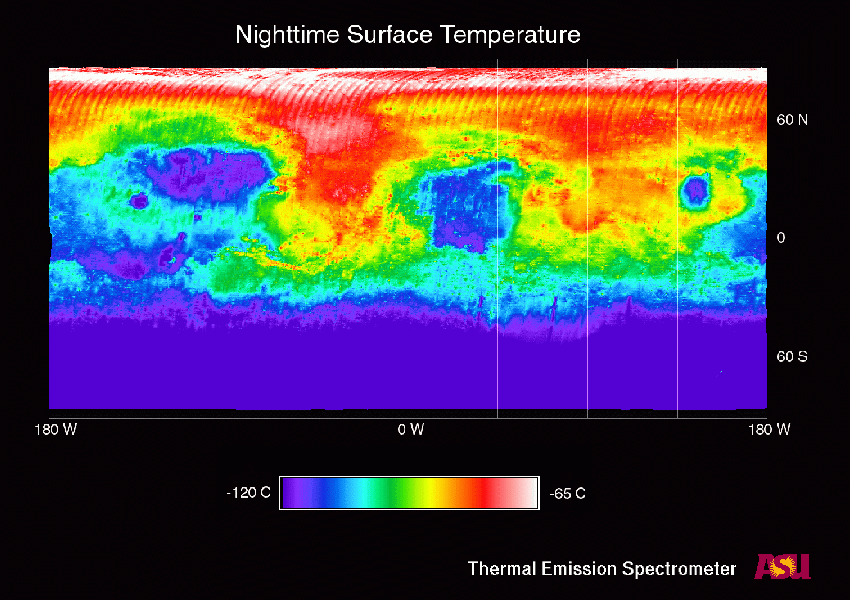 Nighttime Surface Temperature
60 N
0
60 S
180 W 0 W 180 W
-120 C -65 C
Thermal Emission Spectrometer ASU